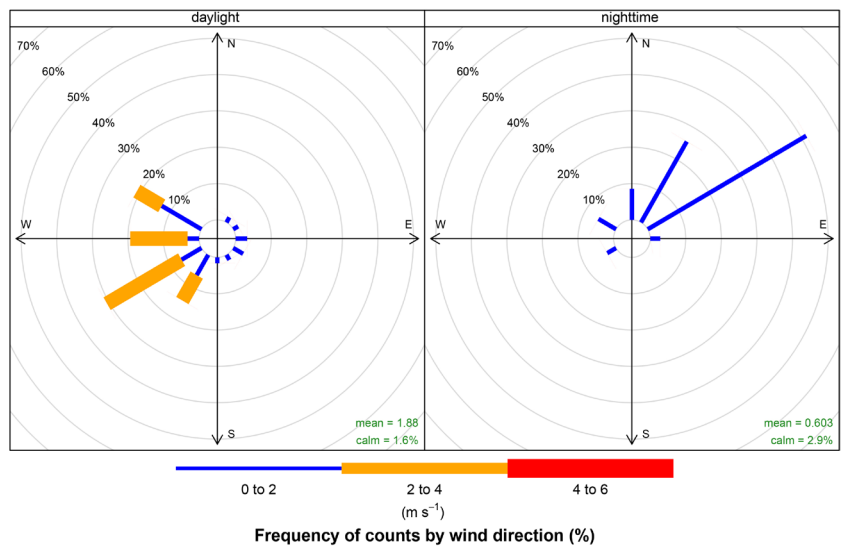 daylight
nighttime
70%
60%
50%
40%
30%
20%
10%
N
E
S
W
mean = 1.88
calm = 1.6%
70%
60%
50%
40%
30%
20%
10%
N
E
S
W
mean = 0.603
calm = 2.9%
0 to 2
2 to 4
4 to 6
(m s⁻¹)
Frequency of counts by wind direction (%)